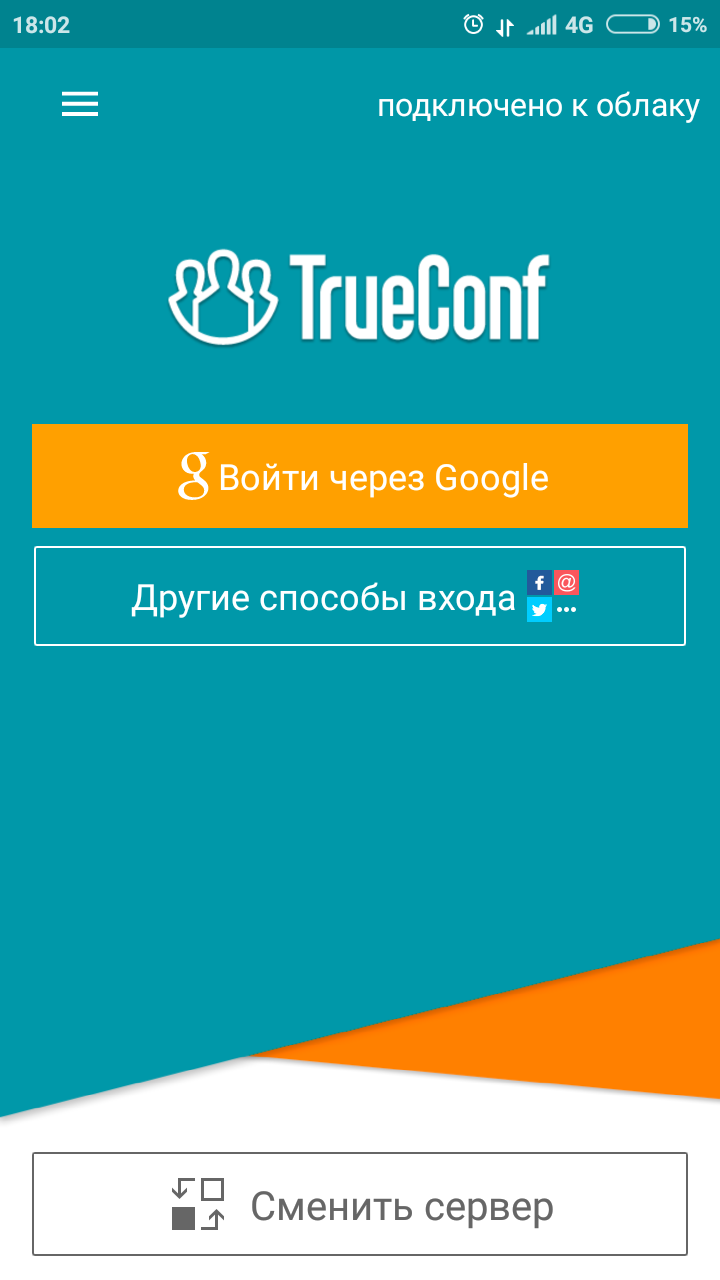 18:02
4G
15%
подключено к облаку
TrueConf
g Войти через Google
Другие способы входа
Сменить сервер